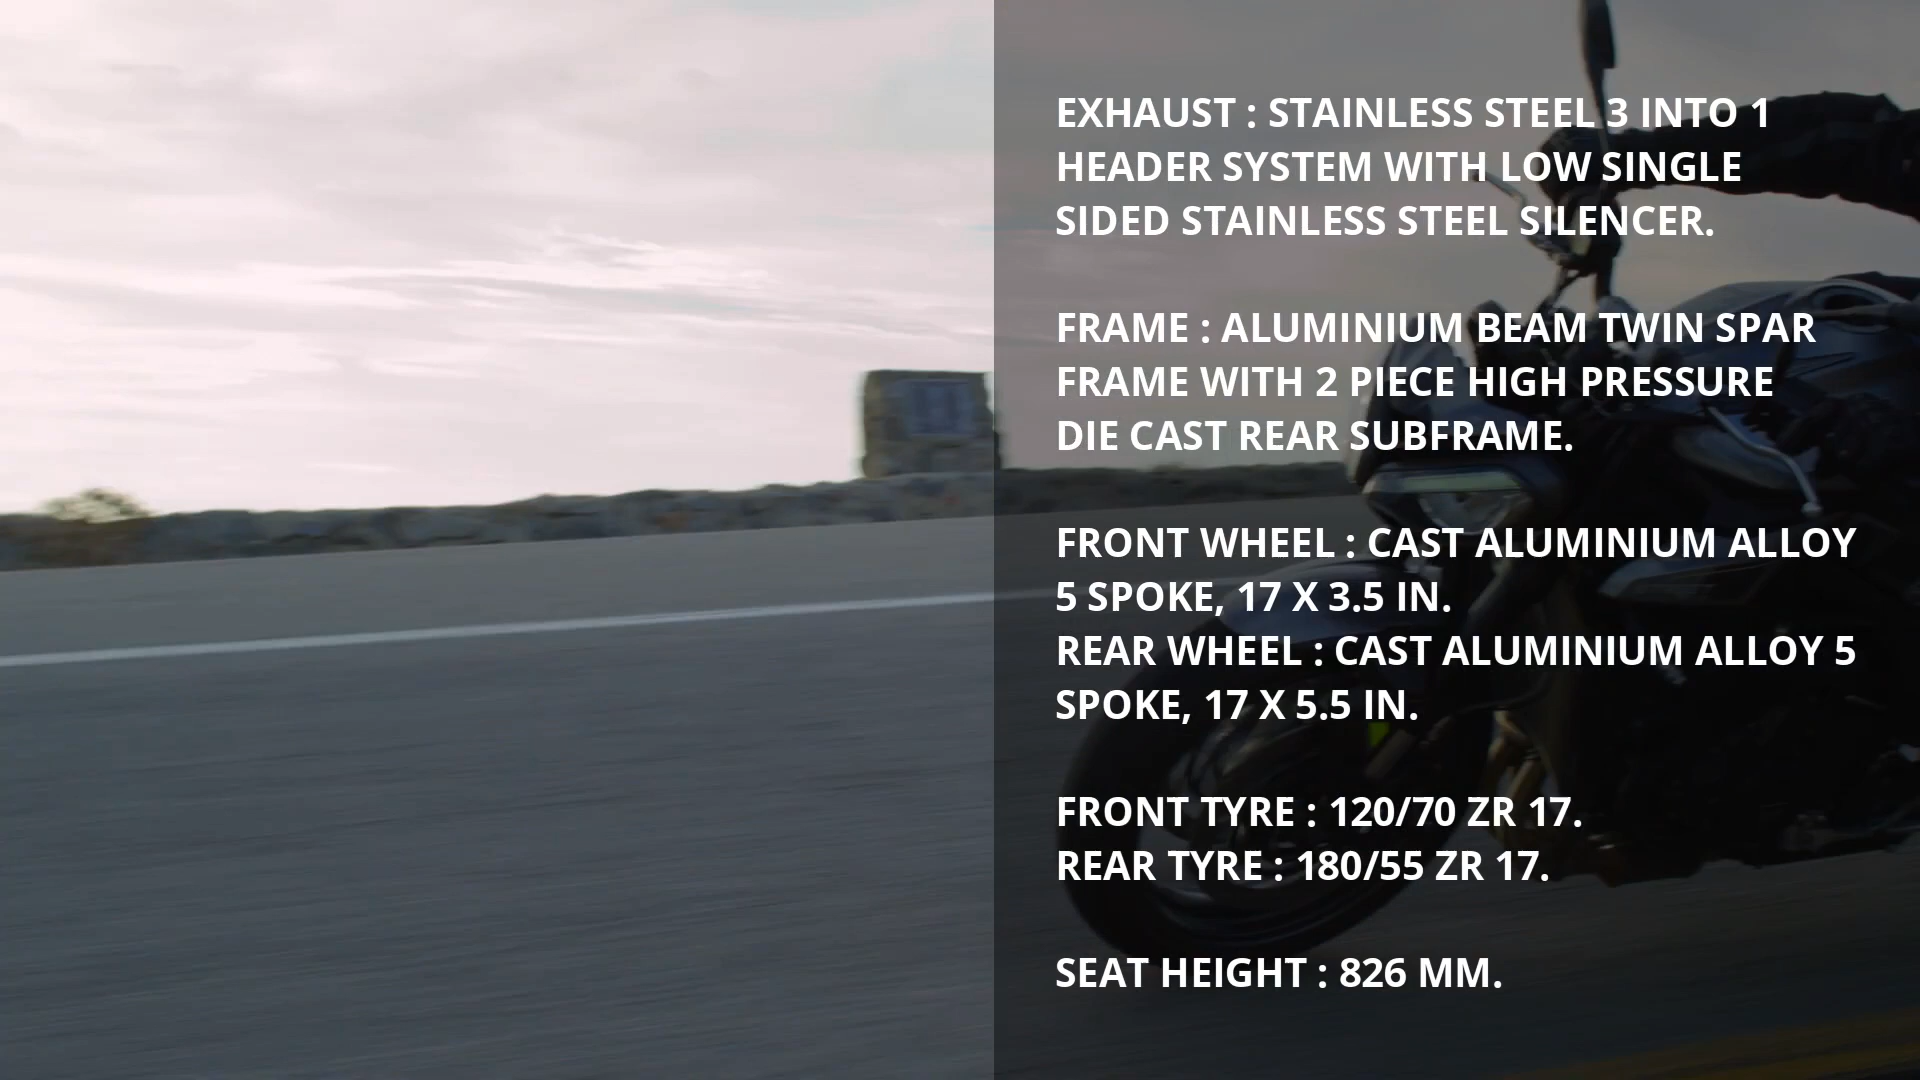 EXHAUST : STAINLESS STEEL 3 INTO 1
HEADER SYSTEM WITH LOW SINGLE
SIDED STAINLESS STEEL SILENCER.
FRAME : ALUMINIUM BEAM TWIN SPAR
FRAME WITH 2 PIECE HIGH PRESSURE
DIE CAST REAR SUBFRAME.
FRONT WHEEL : CAST ALUMINIUM ALLOY
5 SPOKE, 17 X 3.5 IN.
REAR WHEEL : CAST ALUMINIUM ALLOY 5
SPOKE, 17 X 5.5 IN.
FRONT TYRE : 120/70 ZR 17.
REAR TYRE : 180/55 ZR 17.
SEAT HEIGHT : 826 MM.